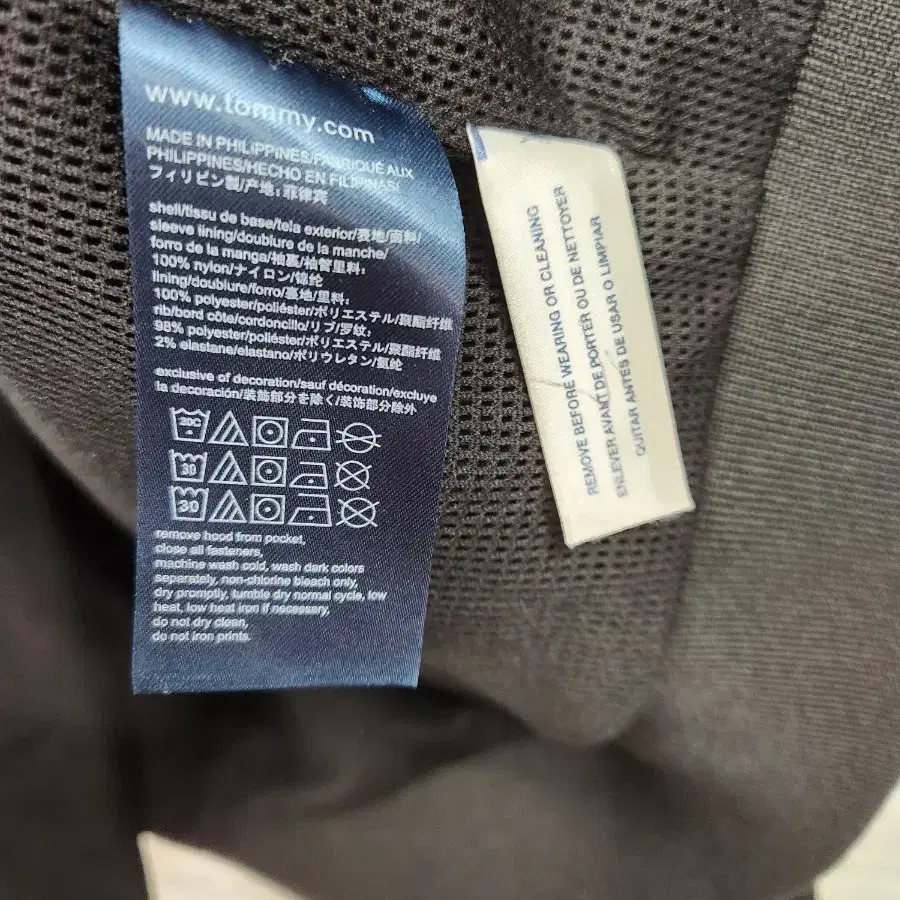 www.tommy.com
MADE IN PHILIPPINES/FABRIQUÉ AUX
PHILIPPINES/HECHO EN FILIPINAS/
フィリピン製/产地: 菲律宾
shell/tissu de base/tela exterior/表地/面料/
sleeve lining/doublure de la manche/
forro de la manga/袖裏/袖管里料:
100% nylon/ナイロン/锦纶
lining/doublure/forro/裏地/里料:
100% polyester/poliéster/ポリエステル/聚酯纤维
rib/bord côte/cordoncillo/リブ/罗纹:
98% polyester/poliéster/ポリエステル/聚酯纤维
2% elastane/elastano/ポリウレタン/氨纶
exclusive of decoration/sauf décoration/excluye
la decoración/装飾部分を除く/装饰部分除外
30C
30
30
remove hood from pocket,
close all fasteners,
machine wash cold, wash dark colors
separately, non-chlorine bleach only,
dry promptly, tumble dry normal cycle, low
heat, low heat iron if necessary,
do not dry clean,
do not iron prints.
REMOVE BEFORE WEARING OR CLEANING
ENLEVER AVANT DE PORTER OU DE NETTOYER
QUITAR ANTES DE USAR O LIMPIAR